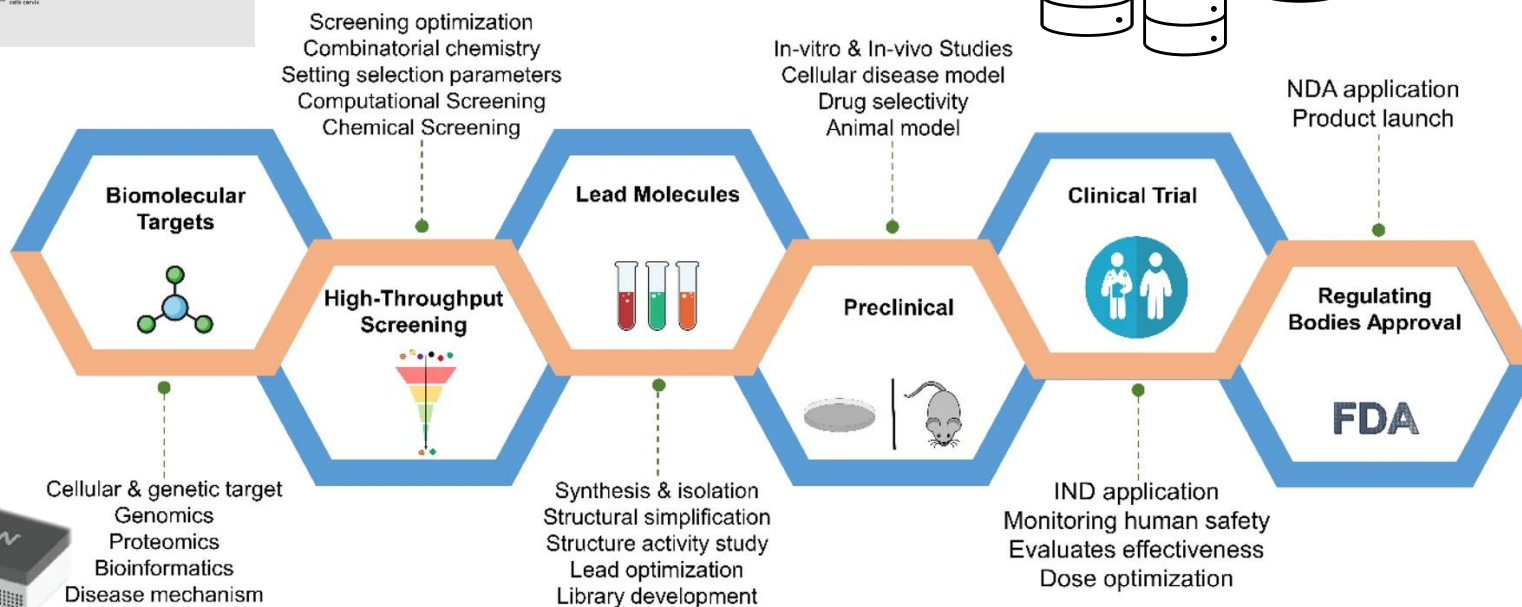 cells cervix
Screening optimization
Combinatorial chemistry
Setting selection parameters
Computational Screening
Chemical Screening
In-vitro & In-vivo Studies
Cellular disease model
Drug selectivity
Animal model
NDA application
Product launch
Biomolecular
Targets
High-Throughput
Screening
Lead Molecules
Preclinical
Clinical Trial
Regulating
Bodies Approval
FDA
Cellular & genetic target
Genomics
Proteomics
Bioinformatics
Disease mechanism
Synthesis & isolation
Structural simplification
Structure activity study
Lead optimization
Library development
IND application
Monitoring human safety
Evaluates effectiveness
Dose optimization